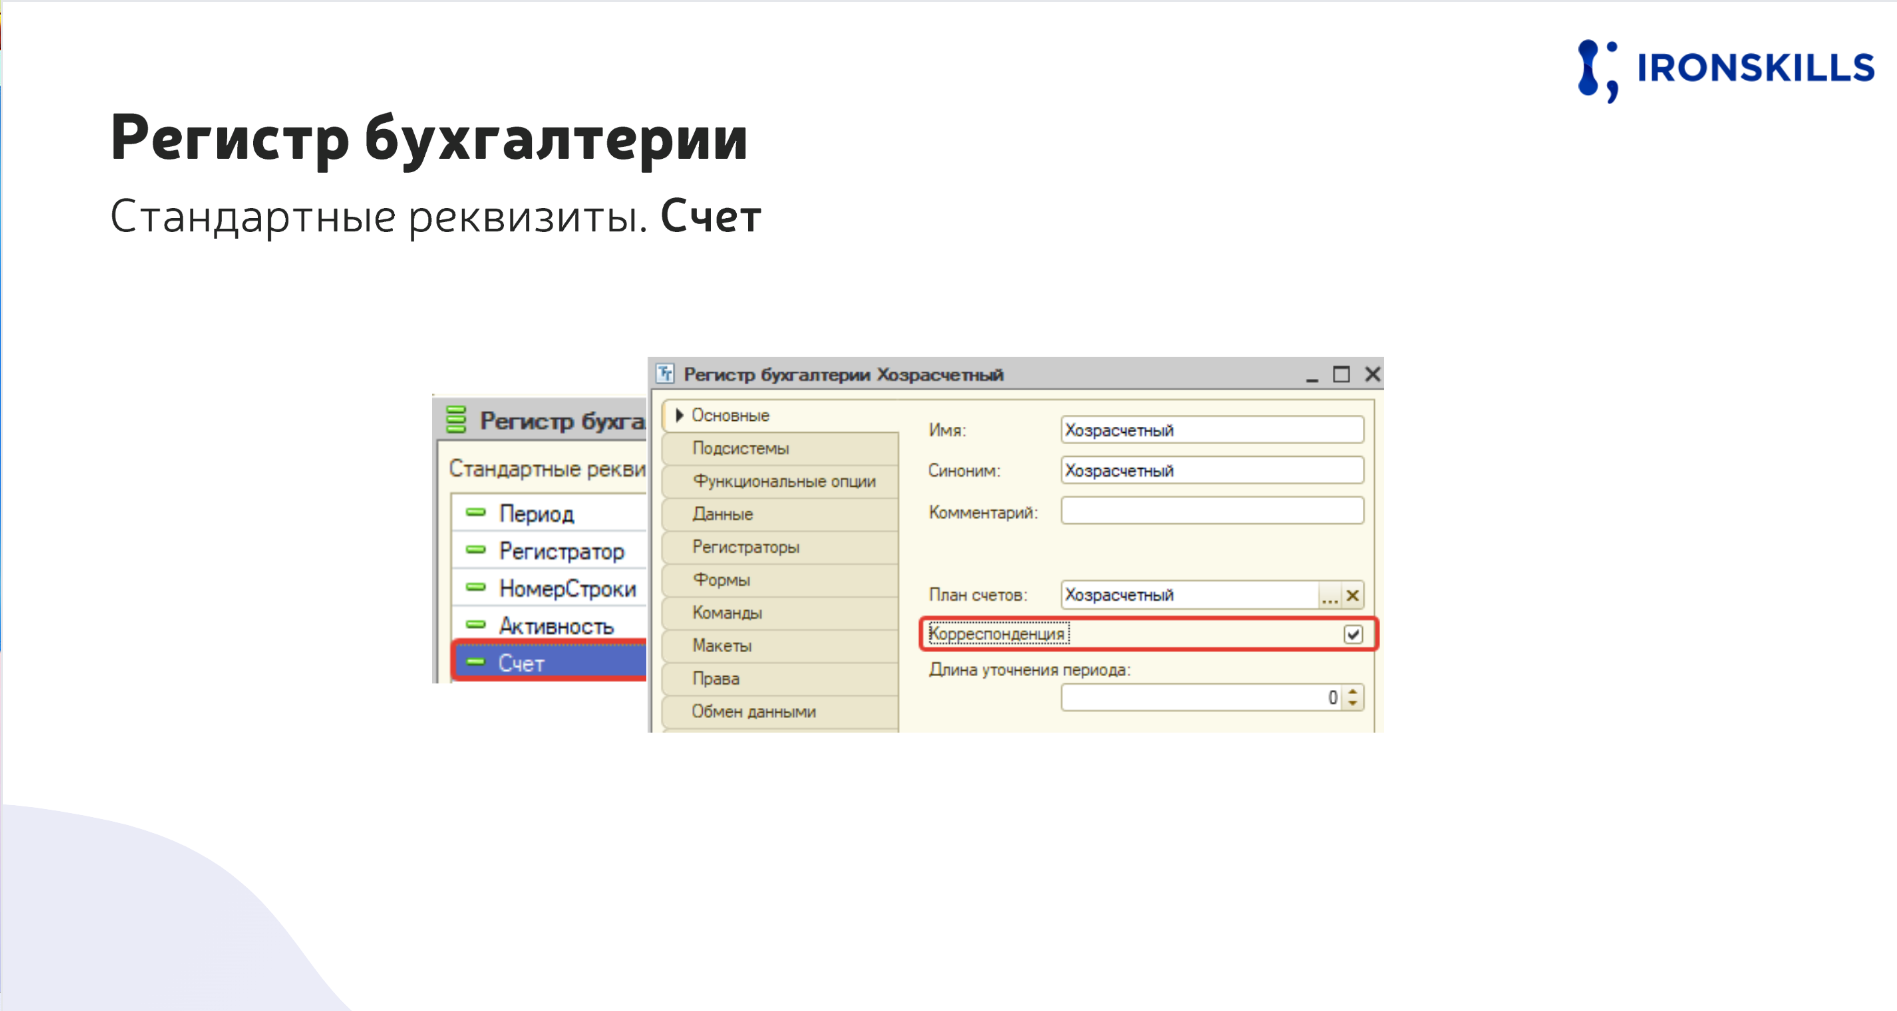 IRONSKILLS
Регистр бухгалтерии
Стандартные реквизиты. Счет
Регистр бухга
Стандартные рекви
Период
Регистратор
НомерСтроки
Активность
Счет
Регистр бухгалтерии Хозрасчетный
Основные
Подсистемы
Функциональные опции
Данные
Регистраторы
Формы
Команды
Макеты
Права
Обмен данными
Имя: Хозрасчетный
Синоним: Хозрасчетный
Комментарий:
План счетов: Хозрасчетный ...
Корреспонденция
Длина уточнения периода:
0